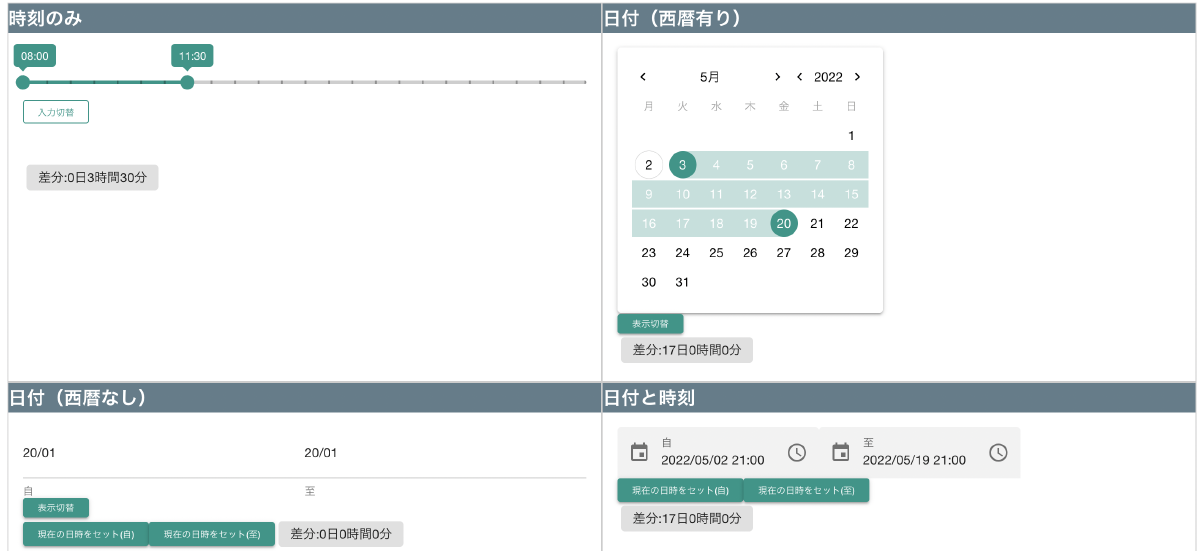 時刻のみ
08:00 11:30
入力切替
差分:0日3時間30分
日付（西暦有り）
5月 2022
月 火 水 木 金 土 日
1
2 3 4 5 6 7 8
9 10 11 12 13 14 15
16 17 18 19 20 21 22
23 24 25 26 27 28 29
30 31
表示切替
差分:17日0時間0分
日付（西暦なし）
20/01 20/01
自 至
表示切替
現在の日時をセット(自) 現在の日時をセット(至) 差分:0日0時間0分
日付と時刻
自 至
2022/05/02 21:00 2022/05/19 21:00
現在の日時をセット(自) 現在の日時をセット(至)
差分:17日0時間0分